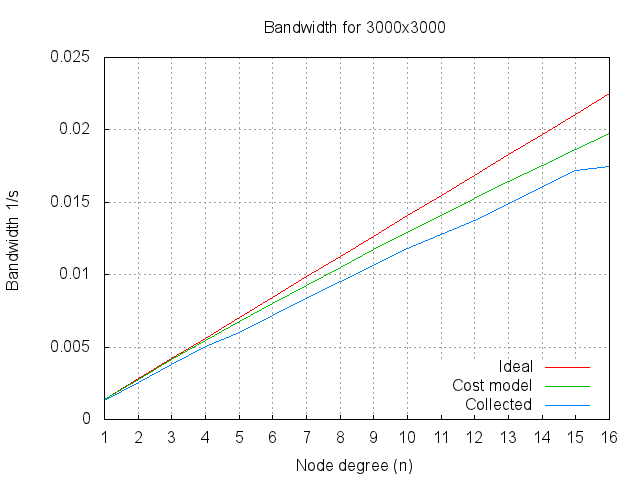 Bandwidth for 3000x3000
0.025
0.02
0.015
0.01
0.005
0
Bandwidth 1/s
Ideal
Cost model
Collected
1 2 3 4 5 6 7 8 9 10 11 12 13 14 15 16
Node degree (n)